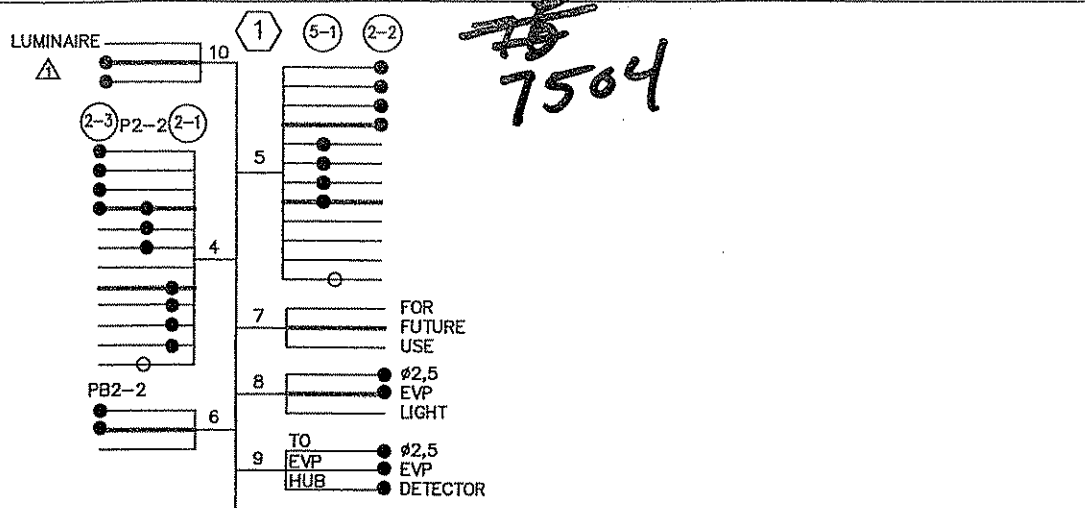 LUMINAIRE
1
10
1
5-1
2-2
7504
2-3 P2-2 2-1
5
4
7
FOR
FUTURE
USE
PB2-2
6
8
ø2,5
EVP
LIGHT
9
TO
EVP
HUB
ø2,5
EVP
DETECTOR